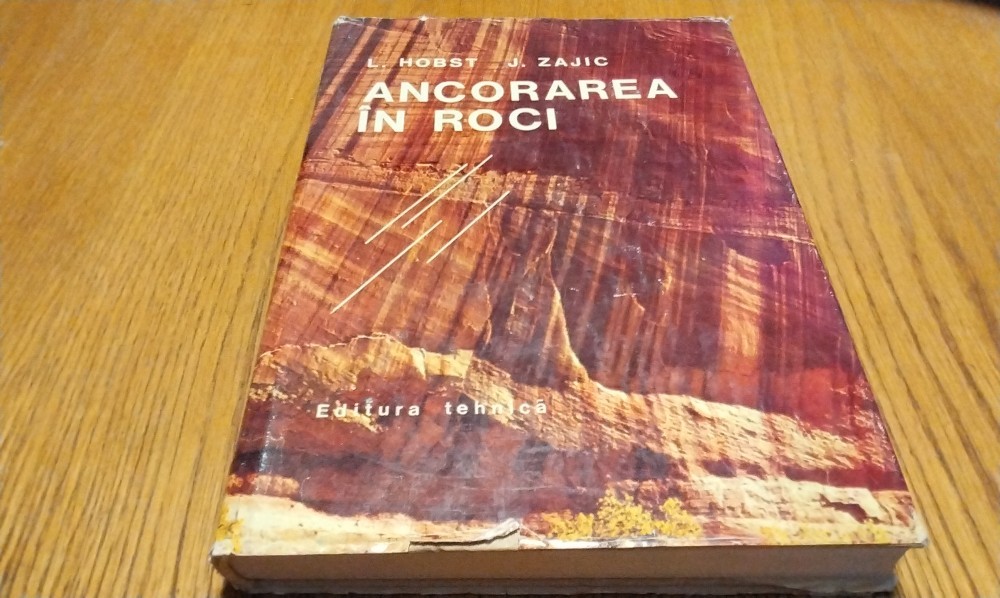 L. HOBST J. ZAJIC
ANCORAREA
ÎN ROCI
Editura tehnică